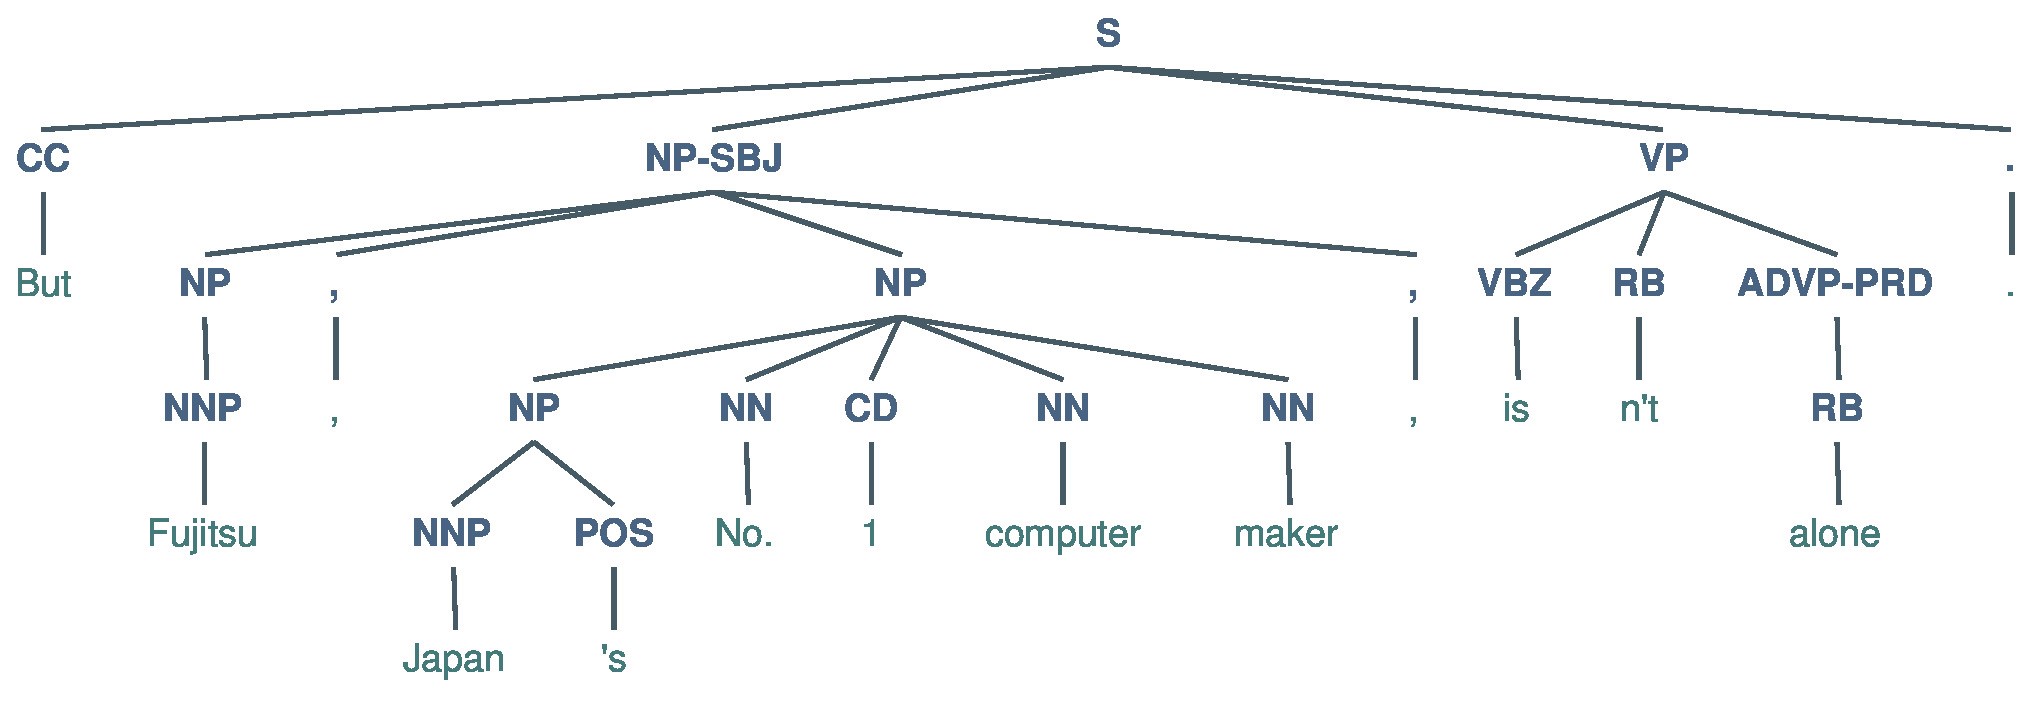 S
CC NP-SBJ VP .
But NP , NP , VBZ RB ADVP-PRD .
NNP , NP NN CD NN NN , is n't RB
Fujitsu NNP POS No. 1 computer maker alone
Japan 's